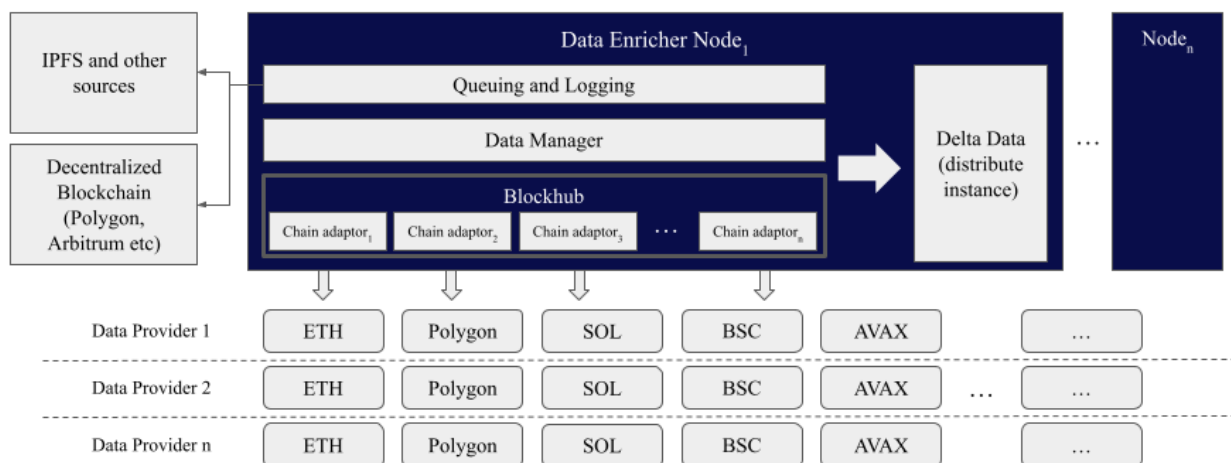 IPFS and other
sources
Decentralized
Blockchain
(Polygon,
Arbitrum etc)
Data Enricher Node₁
Queuing and Logging
Data Manager
Blockhub
Chain adaptor₁ Chain adaptor₂ Chain adaptor₃ ... Chain adaptorₙ
Delta Data
(distribute
instance)
...
Nodeₙ
Data Provider 1 ETH Polygon SOL BSC AVAX ...
Data Provider 2 ETH Polygon SOL BSC AVAX ... ...
Data Provider n ETH Polygon SOL BSC AVAX ...